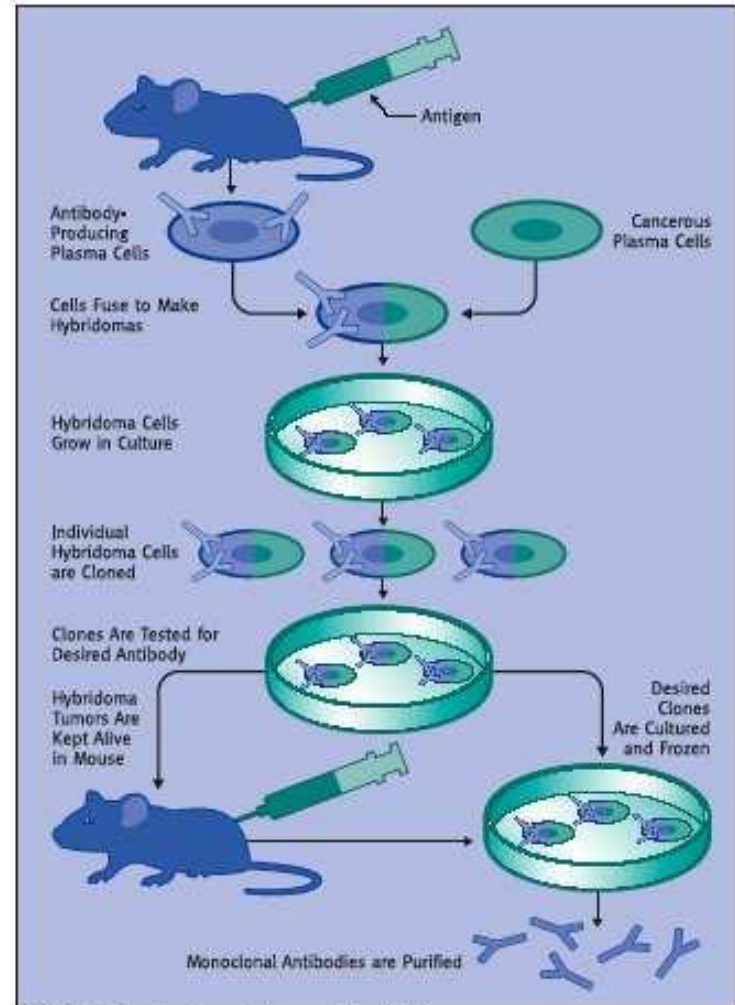 Antigen
Antibody-
Producing
Plasma Cells
Cancerous
Plasma Cells
Cells Fuse to Make
Hybridomas
Hybridoma Cells
Grow in Culture
Individual
Hybridoma Cells
are Cloned
Clones Are Tested for
Desired Antibody
Hybridoma
Tumors Are
Kept Alive
in Mouse
Desired
Clones
Are Cultured
and Frozen
Monoclonal Antibodies are Purified